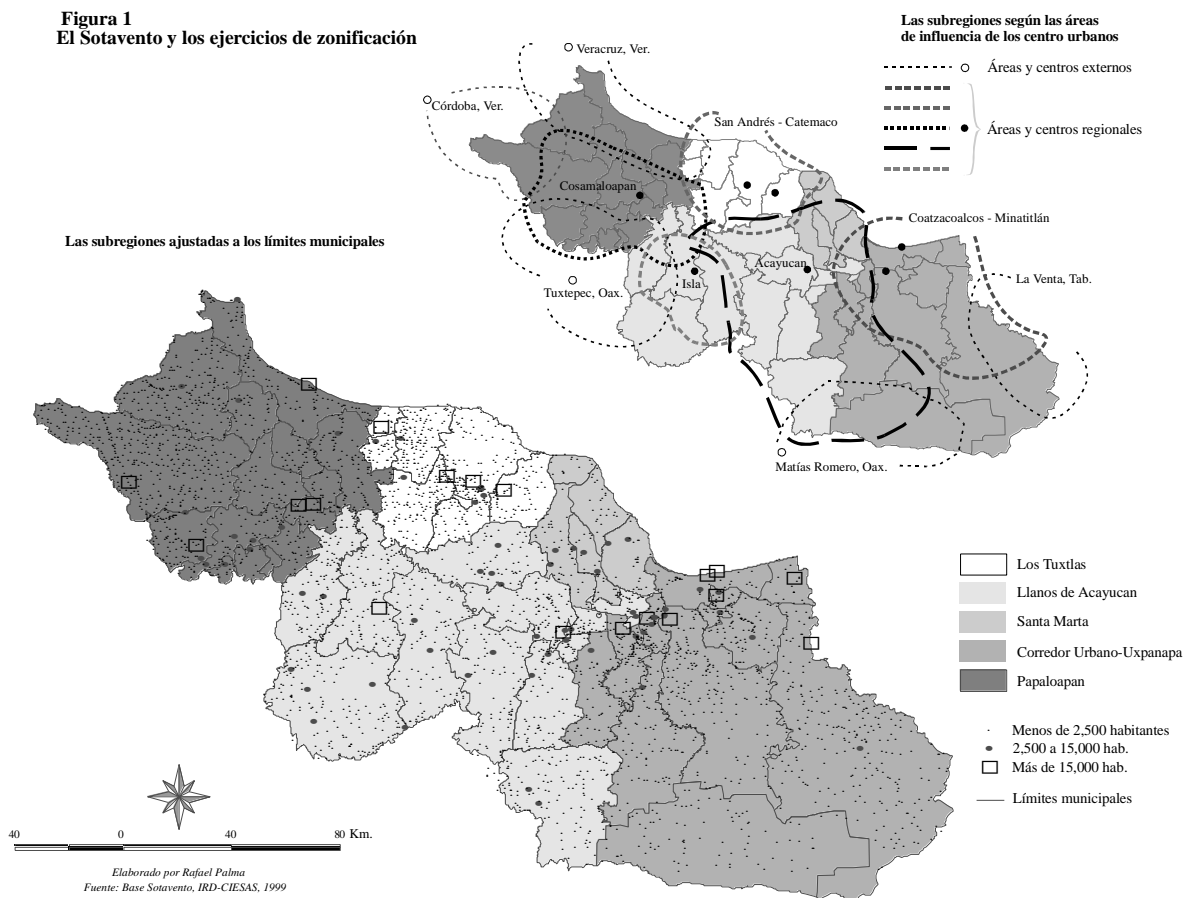 Figura 1
El Sotavento y los ejercicios de zonificación
Las subregiones según las áreas
de influencia de los centro urbanos
Áreas y centros externos
Áreas y centros regionales
Veracruz, Ver.
Córdoba, Ver.
San Andrés - Catemaco
Cosamaloapan
Coatzacoalcos - Minatitlán
Acayucan
Isla
La Venta, Tab.
Tuxtepec, Oax.
Matías Romero, Oax.
Las subregiones ajustadas a los límites municipales
Los Tuxtlas
Llanos de Acayucan
Santa Marta
Corredor Urbano-Uxpanapa
Papaloapan
Menos de 2,500 habitantes
2,500 a 15,000 hab.
Más de 15,000 hab.
Límites municipales
40 0 40 80 Km.
Elaborado por Rafael Palma
Fuente: Base Sotavento, IRD-CIESAS, 1999